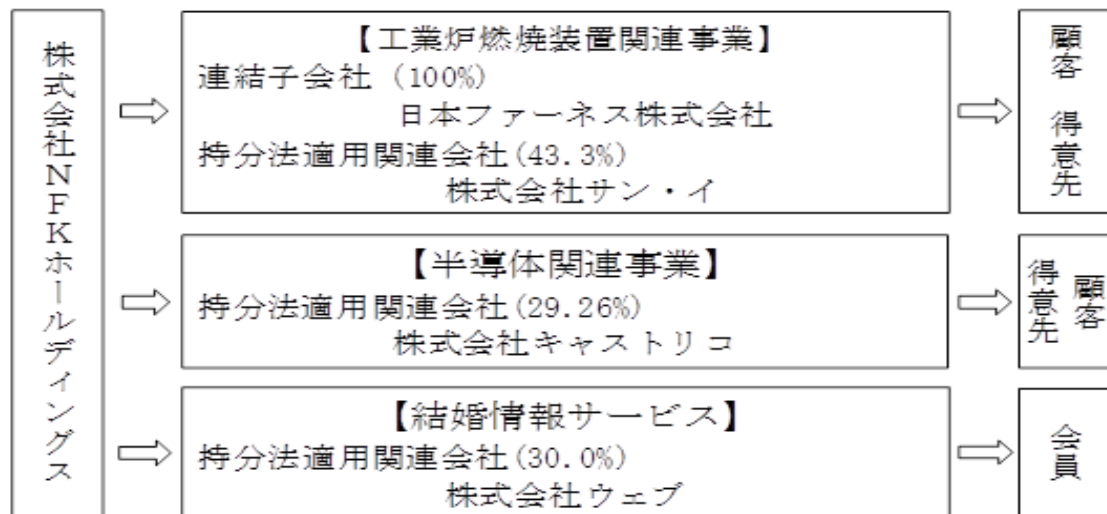 株式会社NFKホールディングス
【工業炉燃焼装置関連事業】
連結子会社 (100%)
日本ファーネス株式会社
持分法適用関連会社(43.3%)
株式会社サン・イ
顧客 得意先
【半導体関連事業】
持分法適用関連会社(29.26%)
株式会社キャストリコ
顧客
得意先
【結婚情報サービス】
持分法適用関連会社(30.0%)
株式会社ウェブ
会員